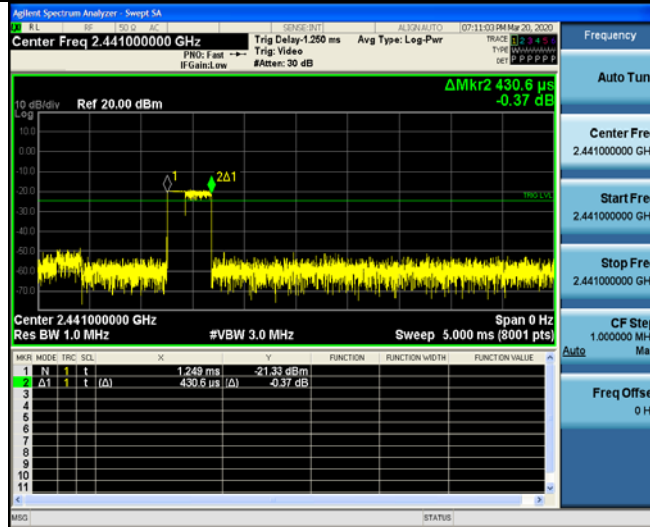 Agilent Spectrum Analyzer - Swept SA
RL RF 50 Ω AC SENSE:INT ALIGN AUTO 07:11:03 PM Mar 20, 2020
Center Freq 2.441000000 GHz
PNO: Fast
IFGain:Low
Trig Delay-1.250 ms
Trig: Video
#Atten: 30 dB
Avg Type: Log-Pwr
TRACE 1 2 3 4 5 6
TYPE
DET P P P P P P
ΔMkr2 430.6 µs
-0.37 dB
10 dB/div Ref 20.00 dBm
Log
10.0
0.00
-10.0
-20.0
-30.0
-40.0
-50.0
-60.0
-70.0
1
2Δ1
TRIG LVL
Center 2.441000000 GHz Span 0 Hz
Res BW 1.0 MHz #VBW 3.0 MHz Sweep 5.000 ms (8001 pts)
MKR MODE TRC SCL X Y FUNCTION FUNCTION WIDTH FUNCTION VALUE
1 N 1 t 1.249 ms -21.33 dBm
2 Δ1 1 t (Δ) 430.6 µs (Δ) -0.37 dB
3
4
5
6
7
8
9
10
11
MSG STATUS
Frequency
Auto Tun
Center Fre
2.441000000 GH
Start Fre
2.441000000 GH
Stop Fre
2.441000000 GH
CF Ste
1.000000 MH
Auto Ma
Freq Offse
0 H